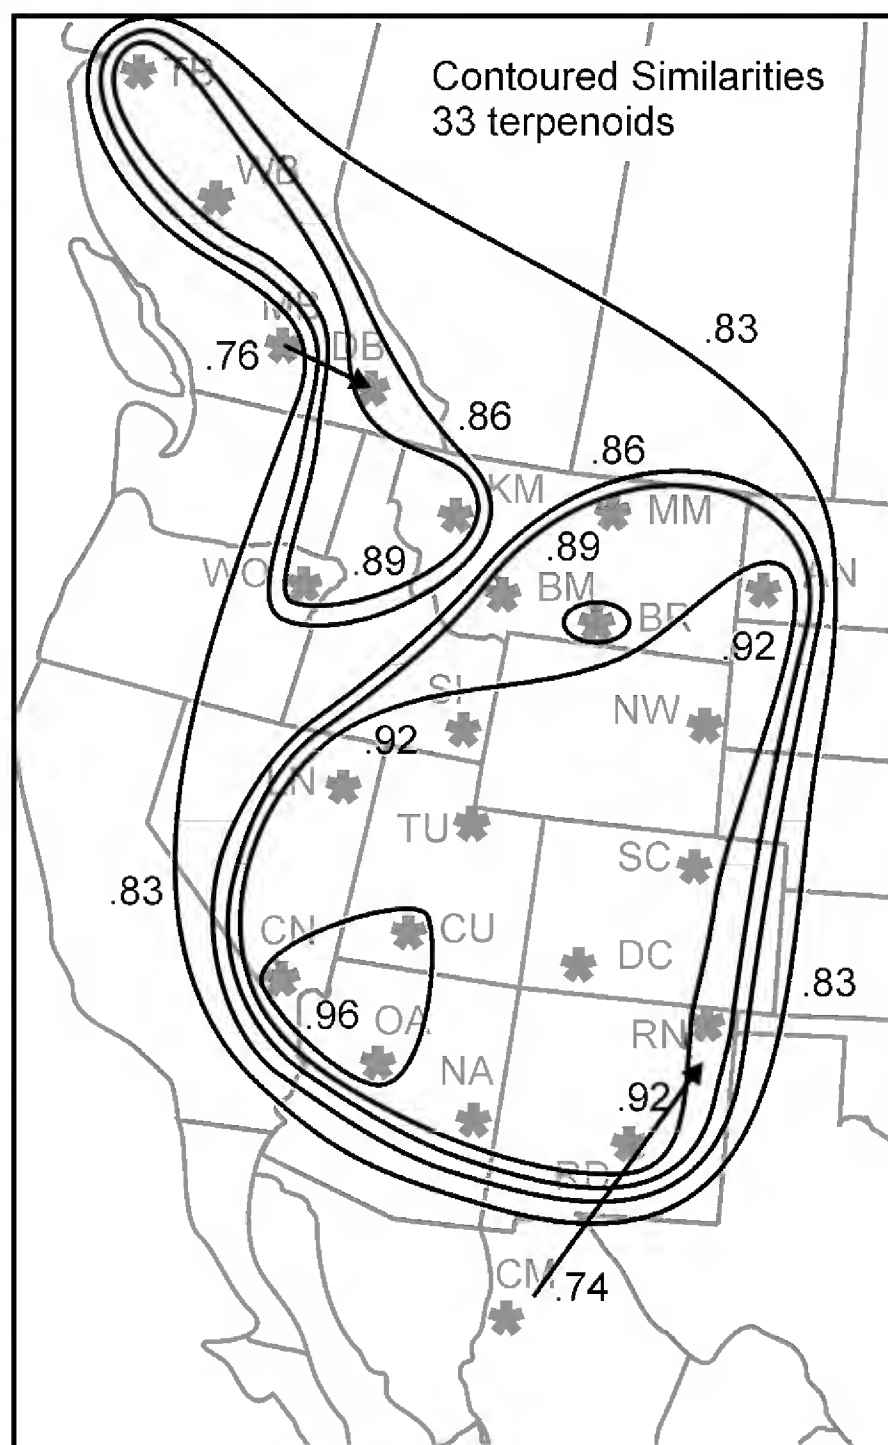 Contoured Similarities
33 terpenoids
TB
WB
MB
DB
.76
.83
.86
.86
KM
MM
.89
.89
WO
BM
BR
AN
.92
SI
NW
.92
LN
TU
SC
.83
CN
CU
DC
.83
.96
OA
RN
NA
.92
RD
CM
.74